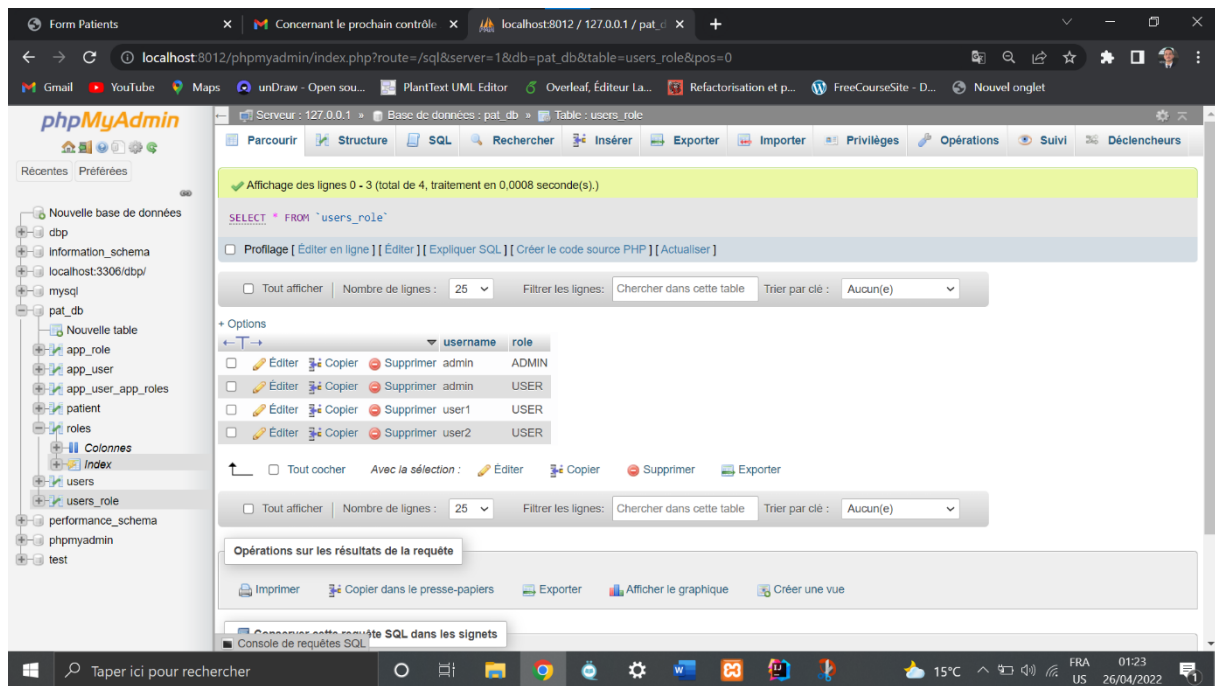 Form Patients
Concernant le prochain contrôle
localhost:8012 / 127.0.0.1 / pat_d
localhost:8012/phpmyadmin/index.php?route=/sql&server=1&db=pat_db&table=users_role&pos=0
Gmail YouTube Maps unDraw - Open sou... PlantText UML Editor Overleaf, Éditeur La... Refactorisation et p... FreeCourseSite - D... Nouvel onglet
phpMyAdmin
Récentes Préférées
Nouvelle base de données
dbp
information_schema
localhost:3306/dbp/
mysql
pat_db
Nouvelle table
app_role
app_user
app_user_app_roles
patient
roles
Colonnes
Index
users
users_role
performance_schema
phpmyadmin
test
Serveur : 127.0.0.1 » Base de données : pat_db » Table : users_role
Parcourir Structure SQL Rechercher Insérer Exporter Importer Privilèges Opérations Suivi Déclencheurs
Affichage des lignes 0 - 3 (total de 4, traitement en 0,0008 seconde(s).)
SELECT * FROM `users_role`
Profilage [ Éditer en ligne ] [ Éditer ] [ Expliquer SQL ] [ Créer le code source PHP ] [ Actualiser ]
Tout afficher | Nombre de lignes : 25 Filtrer les lignes: Chercher dans cette table Trier par clé : Aucun(e)
+ Options
←T→ username role
Éditer Copier Supprimer admin ADMIN
Éditer Copier Supprimer admin USER
Éditer Copier Supprimer user1 USER
Éditer Copier Supprimer user2 USER
Tout cocher Avec la sélection : Éditer Copier Supprimer Exporter
Tout afficher | Nombre de lignes : 25 Filtrer les lignes: Chercher dans cette table Trier par clé : Aucun(e)
Opérations sur les résultats de la requête
Imprimer Copier dans le presse-papiers Exporter Afficher le graphique Créer une vue
Conserver cette requête SQL dans les signets
Console de requêtes SQL
Taper ici pour rechercher
15°C
FRA
US
01:23
26/04/2022
1